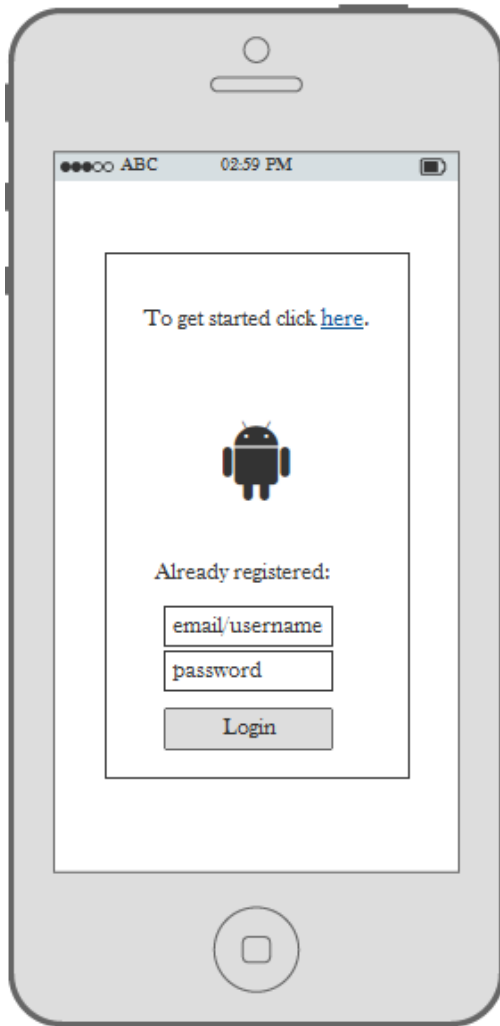 ABC 02:59 PM
To get started click here.
Already registered:
email/username
password
Login